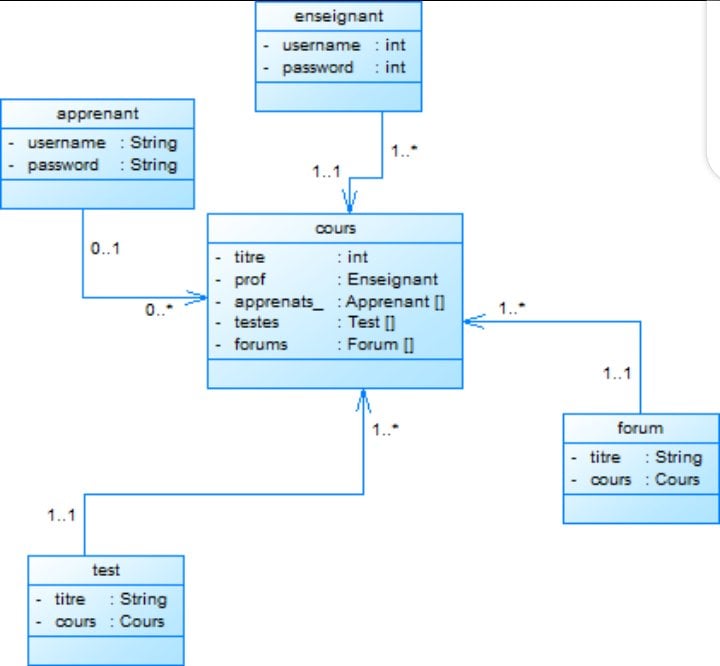 enseignant
- username : int
- password : int
1..*
1..1
apprenant
- username : String
- password : String
0..1
0..*
cours
- titre : int
- prof : Enseignant
- apprenats_ : Apprenant []
- testes : Test []
- forums : Forum []
1..*
1..1
forum
- titre : String
- cours : Cours
1..*
1..1
test
- titre : String
- cours : Cours